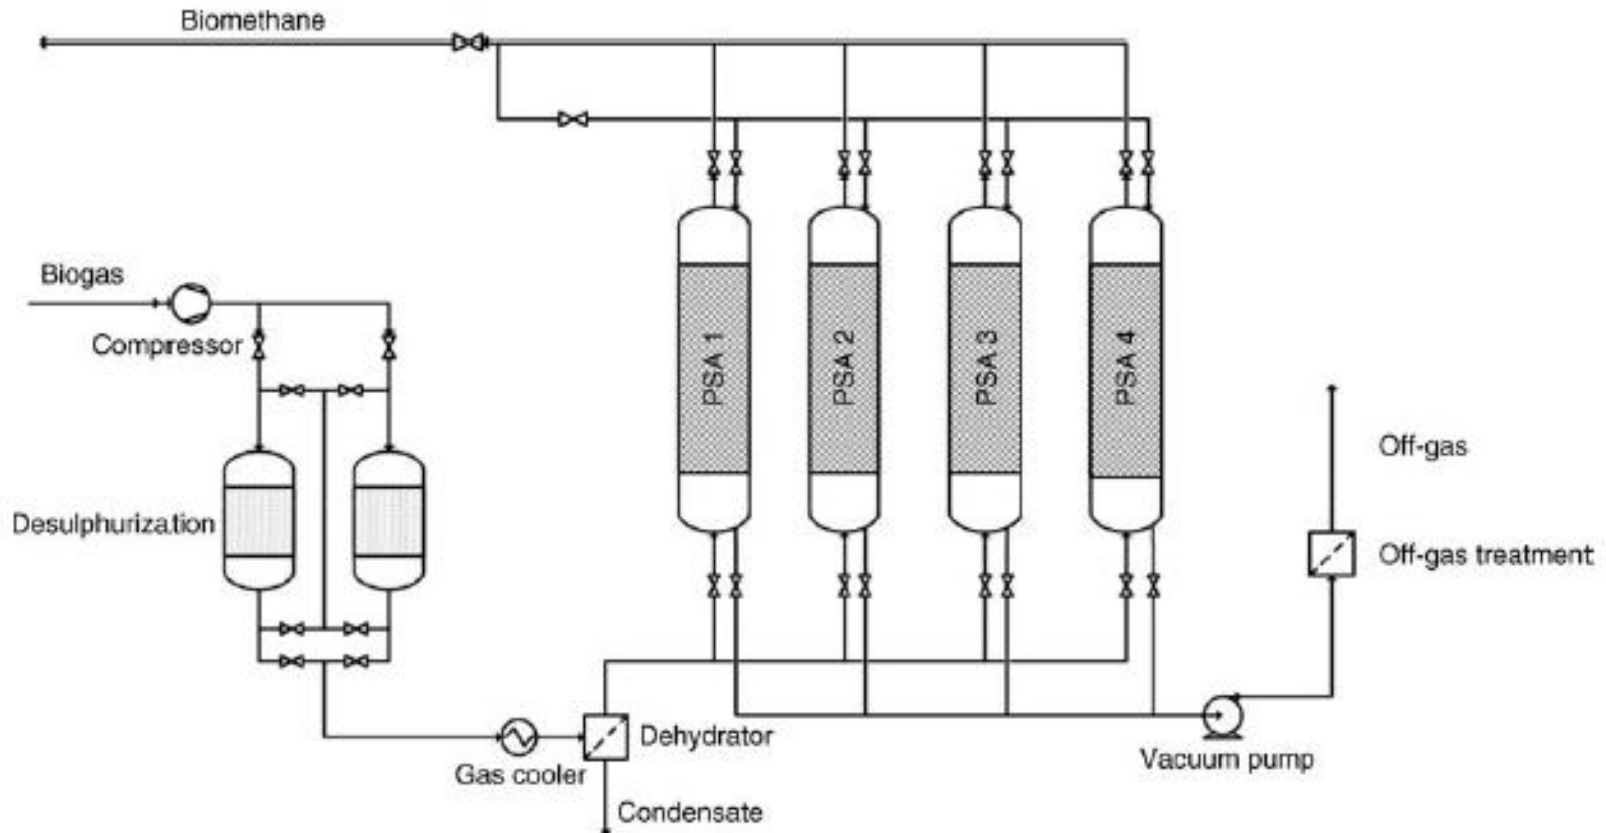 Biomethane
Biogas
Compressor
PSA 1
PSA 2
PSA 3
PSA 4
Off-gas
Desulphurization
Off-gas treatment
Dehydrator
Gas cooler
Vacuum pump
Condensate